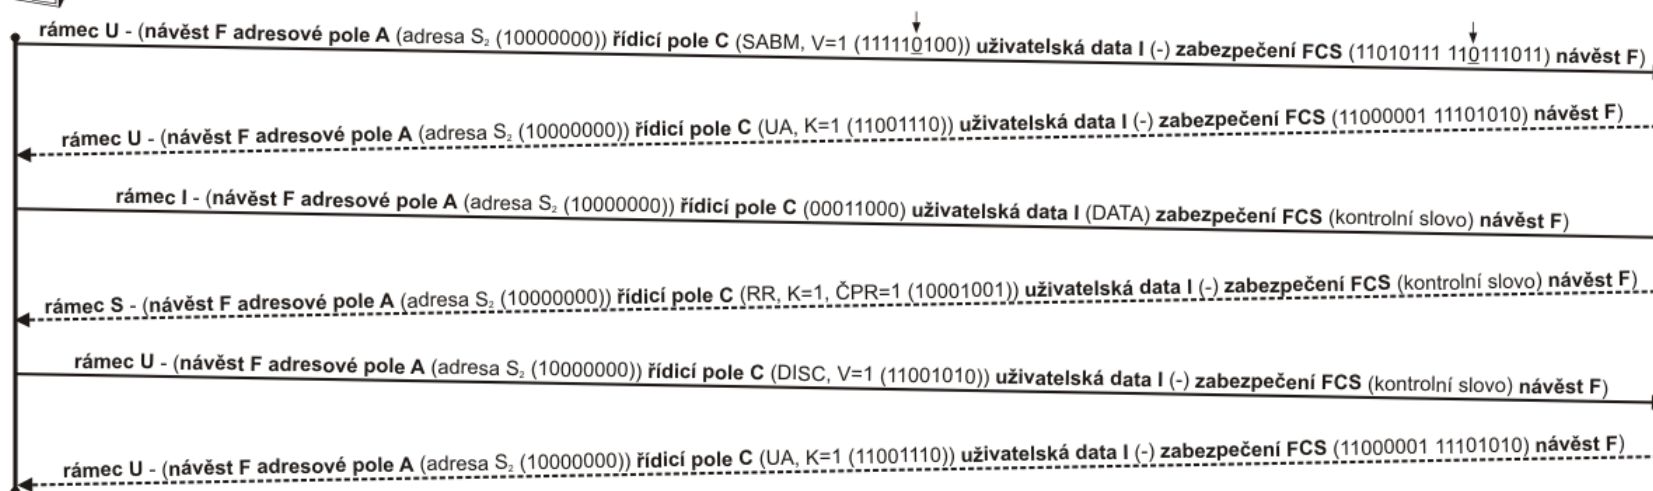 rámec U - (návěst F adresové pole A (adresa S₂ (10000000)) řídicí pole C (SABM, V=1 (111110100)) uživatelská data I (-) zabezpečení FCS (11010111 110111011) návěst F)
rámec U - (návěst F adresové pole A (adresa S₂ (10000000)) řídicí pole C (UA, K=1 (11001110)) uživatelská data I (-) zabezpečení FCS (11000001 11101010) návěst F)
rámec I - (návěst F adresové pole A (adresa S₂ (10000000)) řídicí pole C (00011000) uživatelská data I (DATA) zabezpečení FCS (kontrolní slovo) návěst F)
rámec S - (návěst F adresové pole A (adresa S₂ (10000000)) řídicí pole C (RR, K=1, ČPR=1 (10001001)) uživatelská data I (-) zabezpečení FCS (kontrolní slovo) návěst F)
rámec U - (návěst F adresové pole A (adresa S₂ (10000000)) řídicí pole C (DISC, V=1 (11001010)) uživatelská data I (-) zabezpečení FCS (kontrolní slovo) návěst F)
rámec U - (návěst F adresové pole A (adresa S₂ (10000000)) řídicí pole C (UA, K=1 (11001110)) uživatelská data I (-) zabezpečení FCS (11000001 11101010) návěst F)